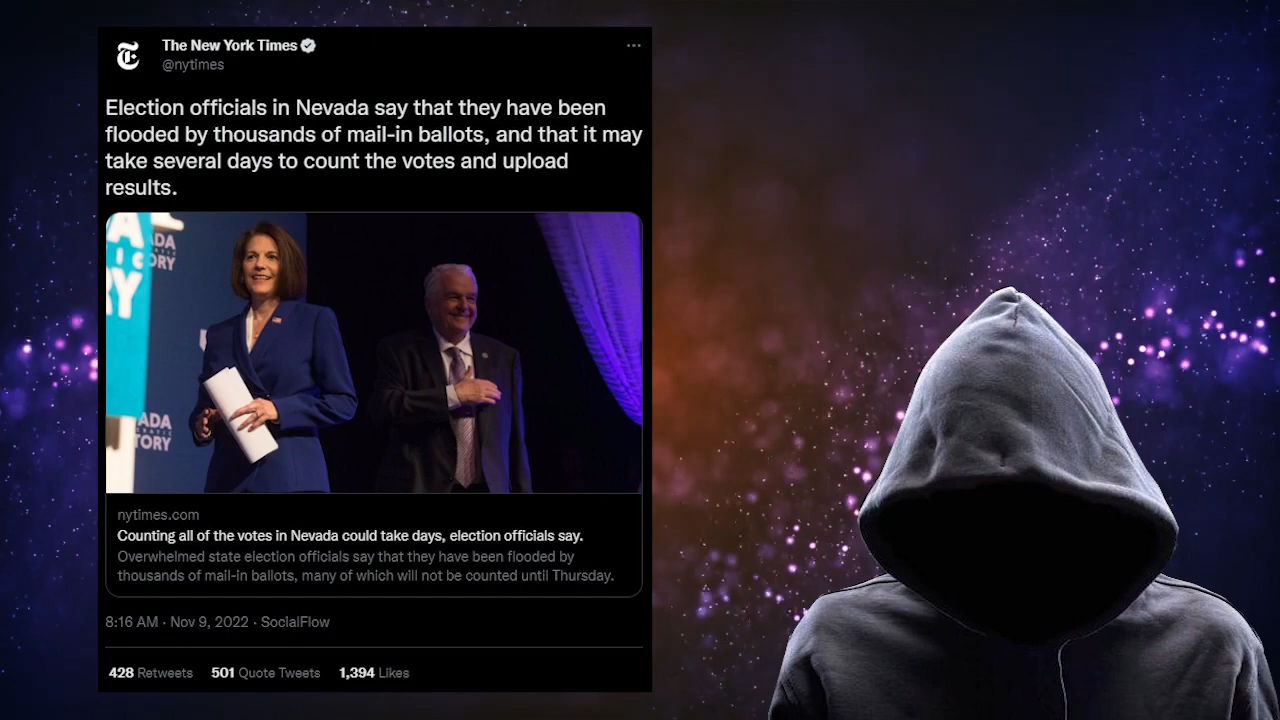 The New York Times
@nytimes
Election officials in Nevada say that they have been
flooded by thousands of mail-in ballots, and that it may
take several days to count the votes and upload
results.
ADA
ORY
ADA
TORY
nytimes.com
Counting all of the votes in Nevada could take days, election officials say.
Overwhelmed state election officials say that they have been flooded by
thousands of mail-in ballots, many of which will not be counted until Thursday.
8:16 AM · Nov 9, 2022 · SocialFlow
428 Retweets 501 Quote Tweets 1,394 Likes